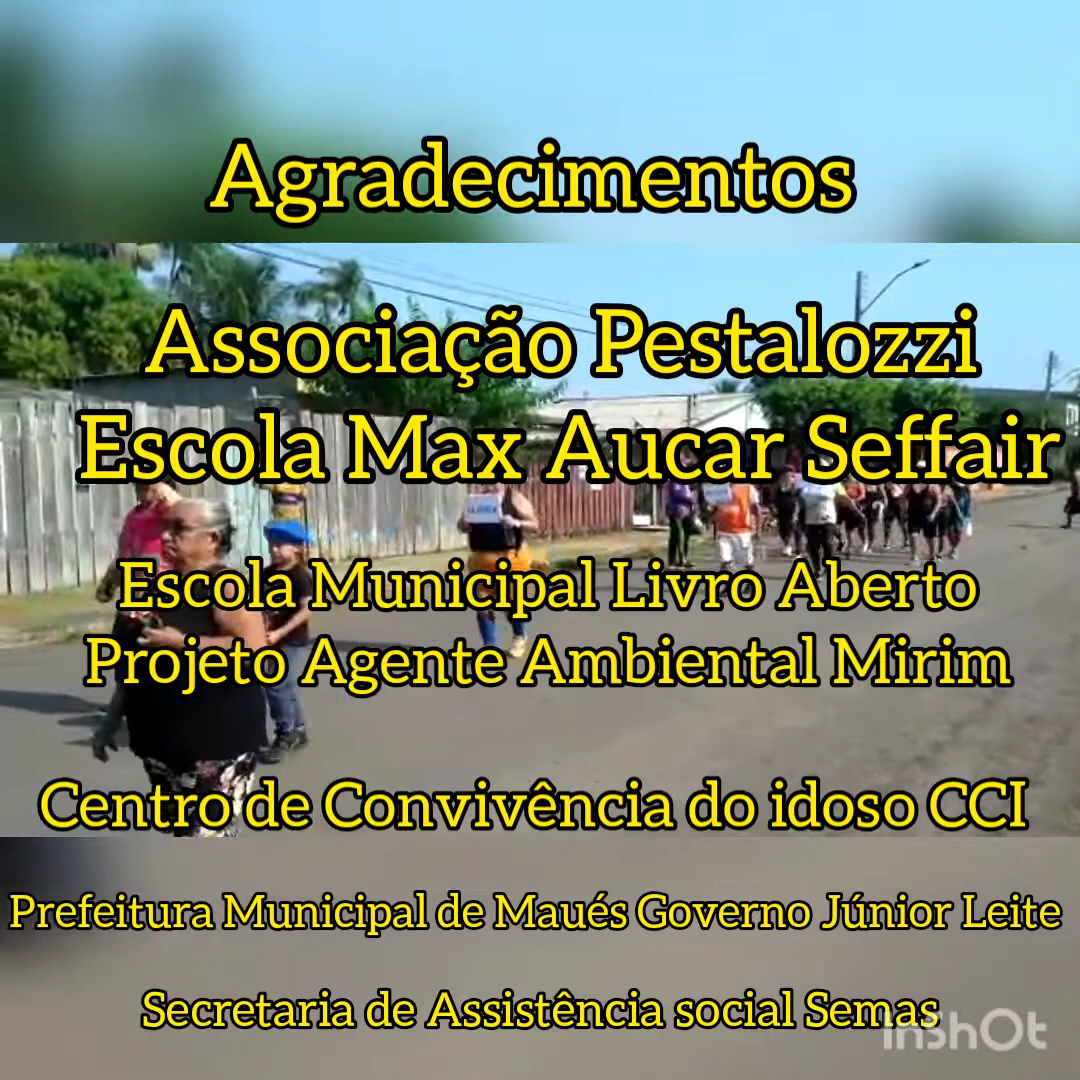 Agradecimentos
Associação Pestalozzi
Escola Max Aucar Seffair
Escola Municipal Livro Aberto
Projeto Agente Ambiental Mirim
Centro de Convivência do idoso CCI
Prefeitura Municipal de Maués Governo Júnior Leite
Secretaria de Assistência social Semas
InShOt